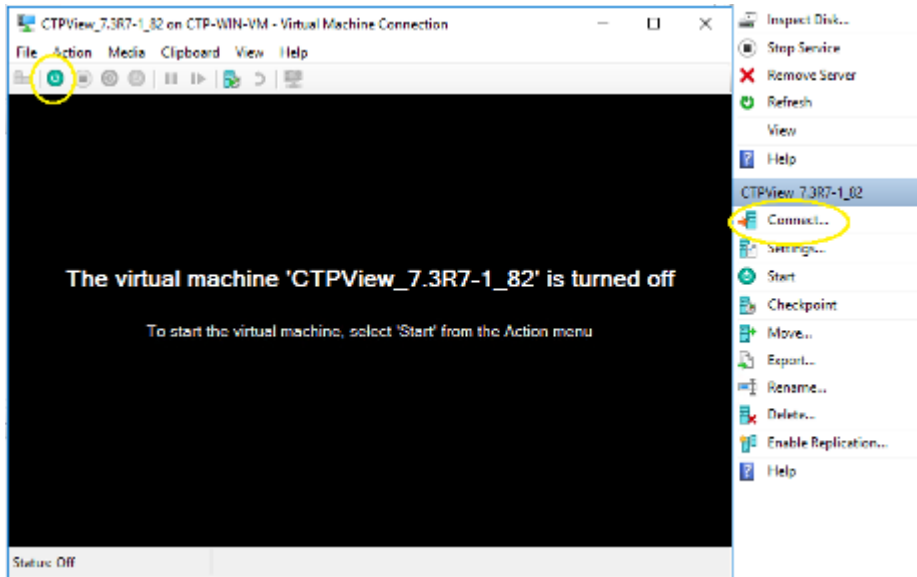 CTPView_7.3R7-1_82 on CTP-WIN-VM - Virtual Machine Connection
File Action Media Clipboard View Help
The virtual machine 'CTPView_7.3R7-1_82' is turned off
To start the virtual machine, select 'Start' from the Action menu
Status: Off
Inspect Disk...
Stop Service
Remove Server
Refresh
View
Help
CTPView_7.3R7-1_82
Connect...
Settings...
Start
Checkpoint
Move...
Export...
Rename...
Delete...
Enable Replication...
Help